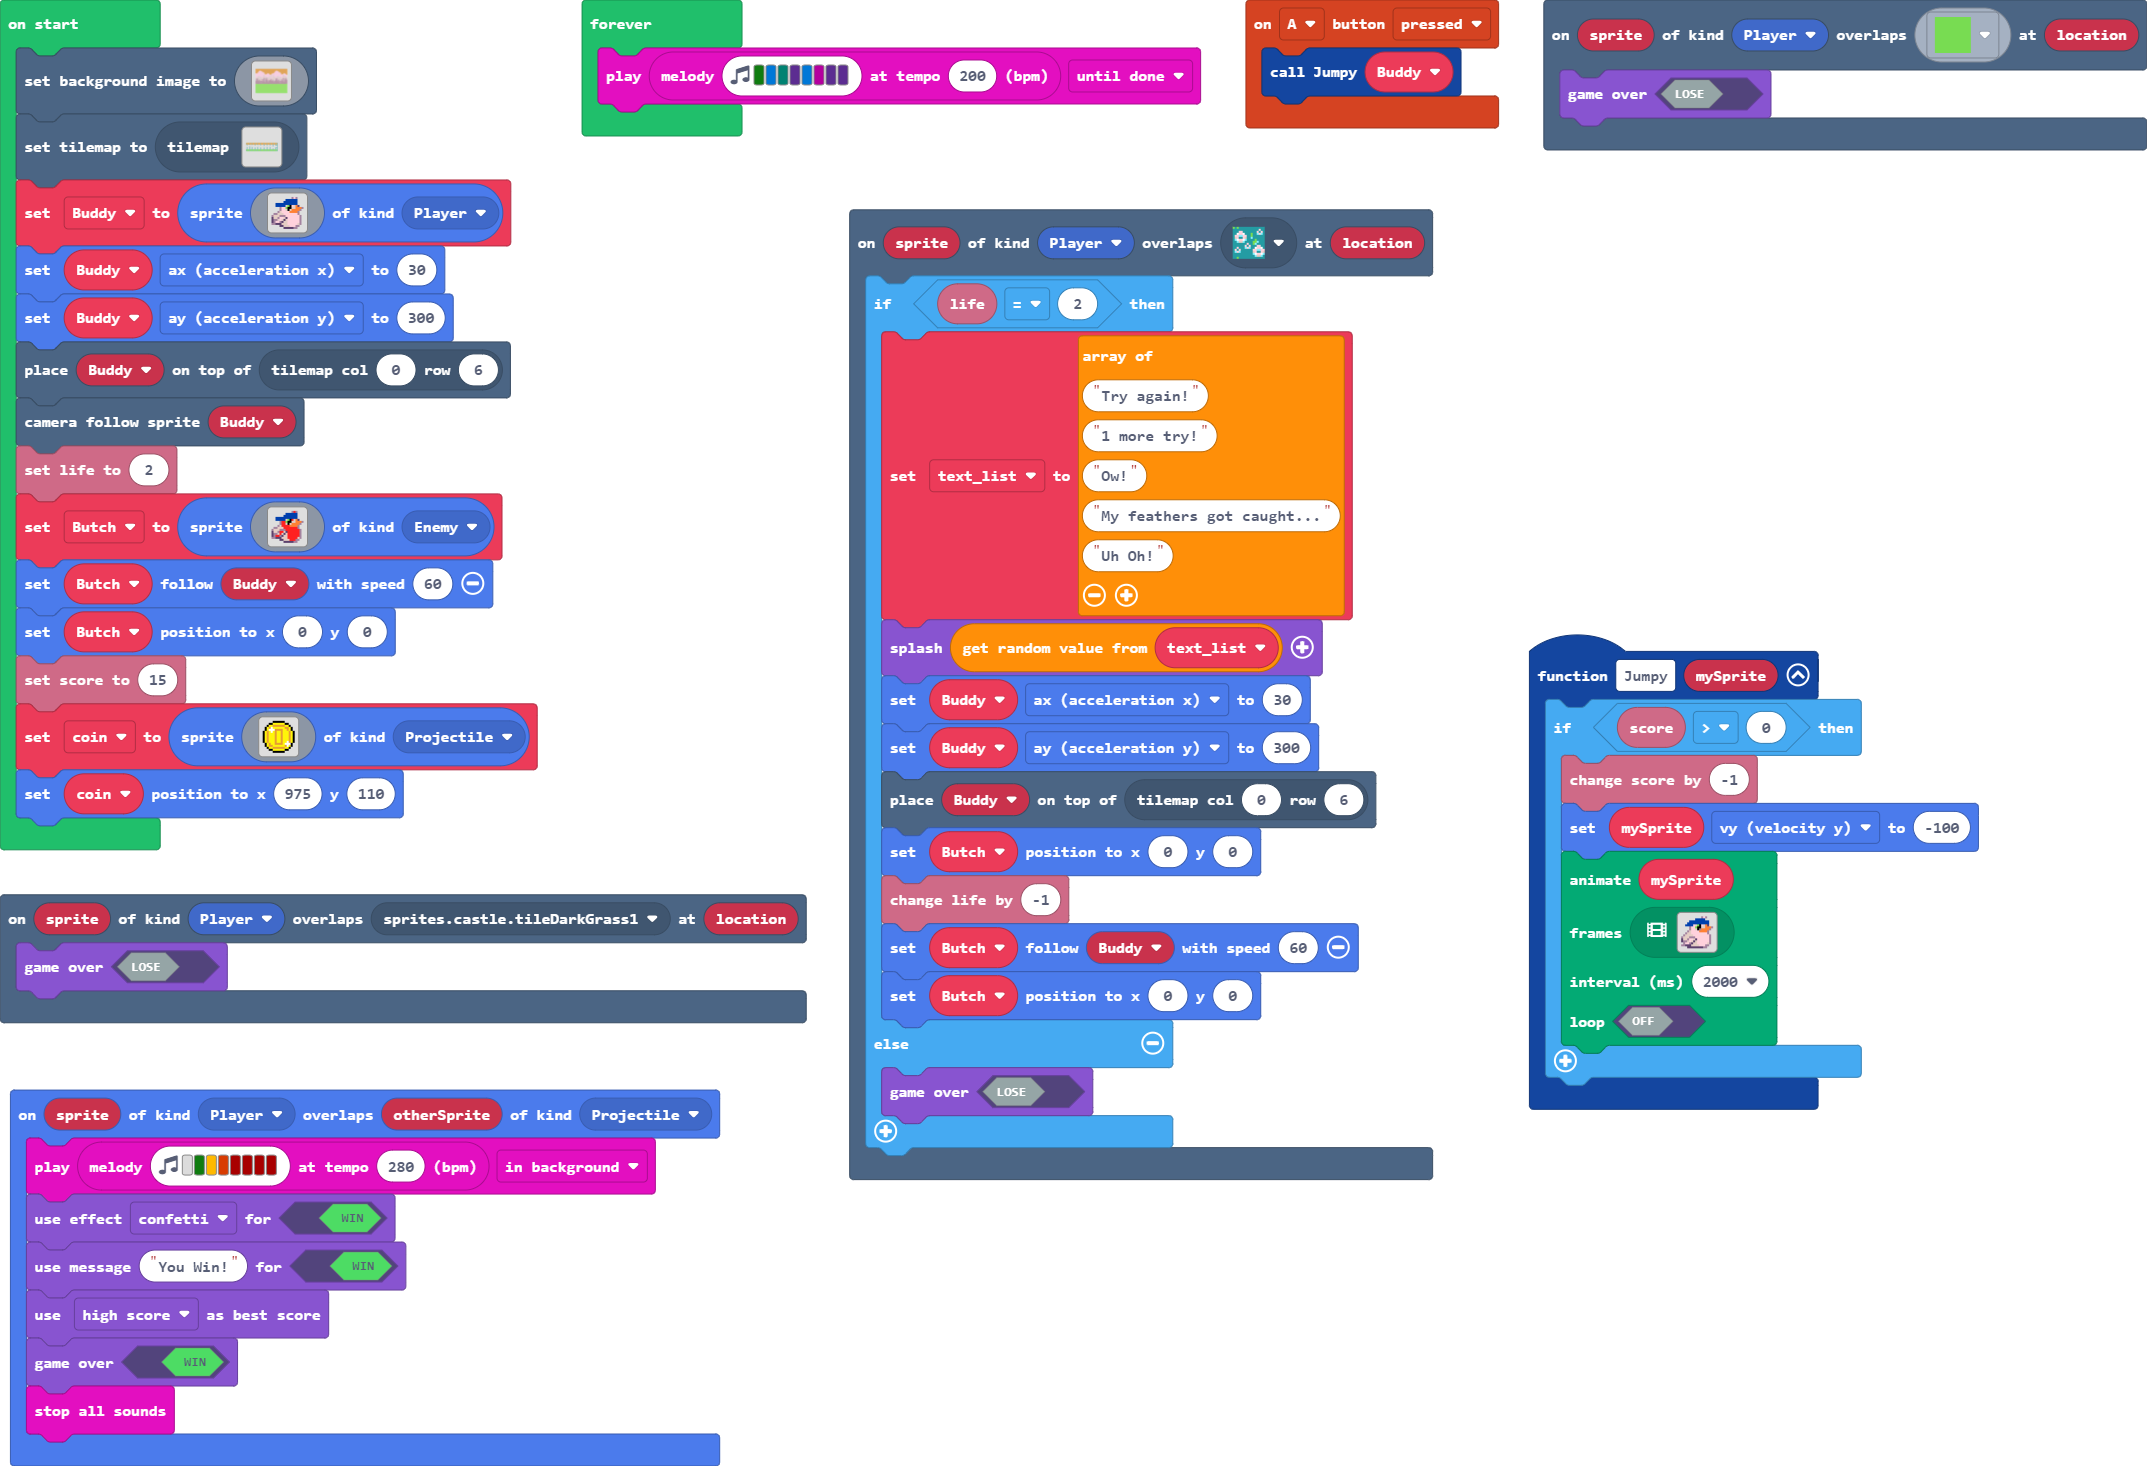 on start
set background image to
set tilemap to tilemap
set Buddy to sprite of kind Player
set Buddy ax (acceleration x) to 30
set Buddy ay (acceleration y) to 300
place Buddy on top of tilemap col 0 row 6
camera follow sprite Buddy
set life to 2
set Butch to sprite of kind Enemy
set Butch follow Buddy with speed 60
set Butch position to x 0 y 0
set score to 15
set coin to sprite of kind Projectile
set coin position to x 975 y 110
on sprite of kind Player overlaps sprites.castle.tileDarkGrass1 at location
game over LOSE
on sprite of kind Player overlaps otherSprite of kind Projectile
play melody at tempo 280 (bpm) in background
use effect confetti for WIN
use message "You Win!" for WIN
use high score as best score
game over WIN
stop all sounds
forever
play melody at tempo 200 (bpm) until done
on A button pressed
call Jumpy Buddy
on sprite of kind Player overlaps at location
game over LOSE
on sprite of kind Player overlaps at location
if life = 2 then
set text_list to array of
"Try again!"
"1 more try!"
"Ow!"
"My feathers got caught..."
"Uh Oh!"
splash get random value from text_list
set Buddy ax (acceleration x) to 30
set Buddy ay (acceleration y) to 300
place Buddy on top of tilemap col 0 row 6
set Butch position to x 0 y 0
change life by -1
set Butch follow Buddy with speed 60
set Butch position to x 0 y 0
else
game over LOSE
function Jumpy mySprite
if score > 0 then
change score by -1
set mySprite vy (velocity y) to -100
animate mySprite
frames
interval (ms) 2000
loop OFF